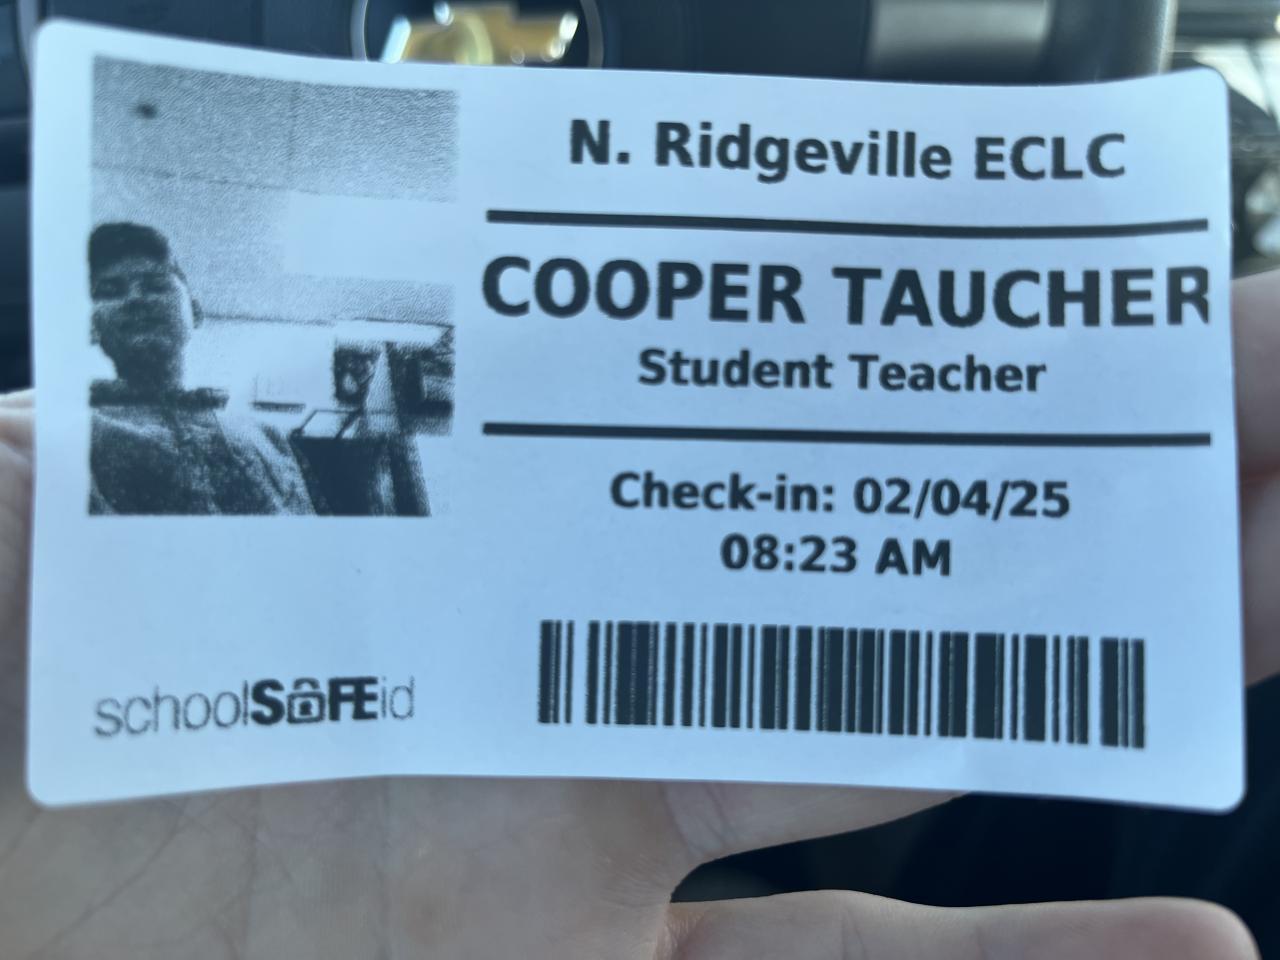 N. Ridgeville ECLC
COOPER TAUCHER
Student Teacher
Check-in: 02/04/25
08:23 AM
schoolSAFEid